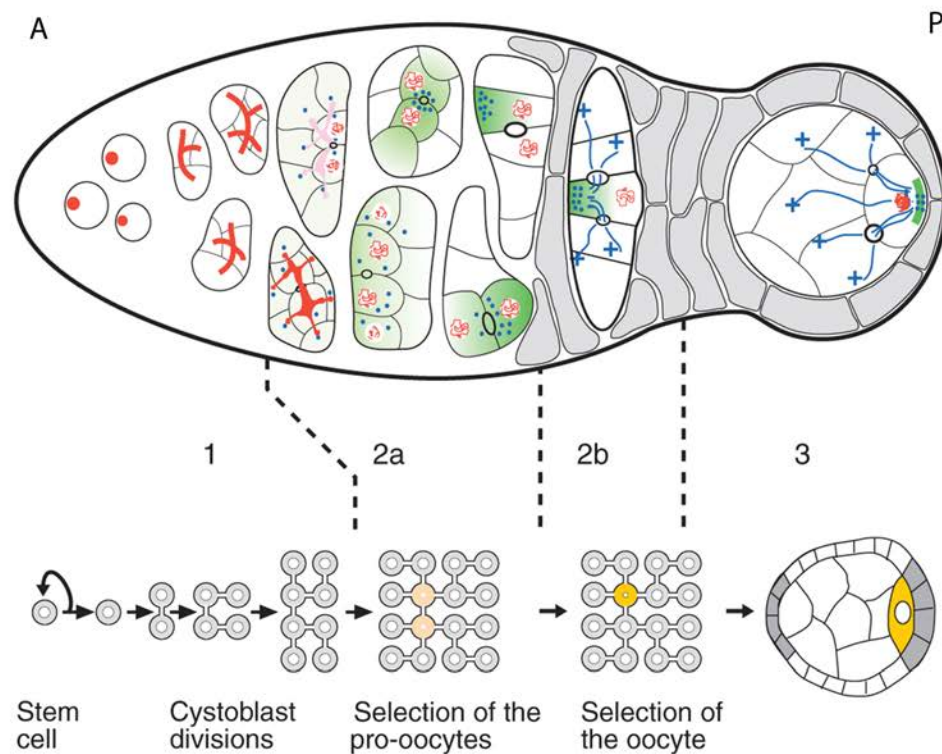 A
P
1
2a
2b
3
Stem
cell
Cystoblast
divisions
Selection of the
pro-oocytes
Selection of
the oocyte